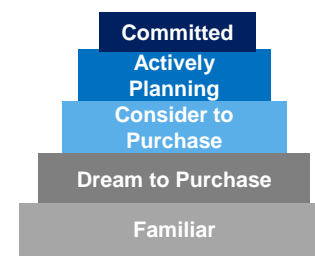 Committed
Actively
Planning
Consider to
Purchase
Dream to Purchase
Familiar